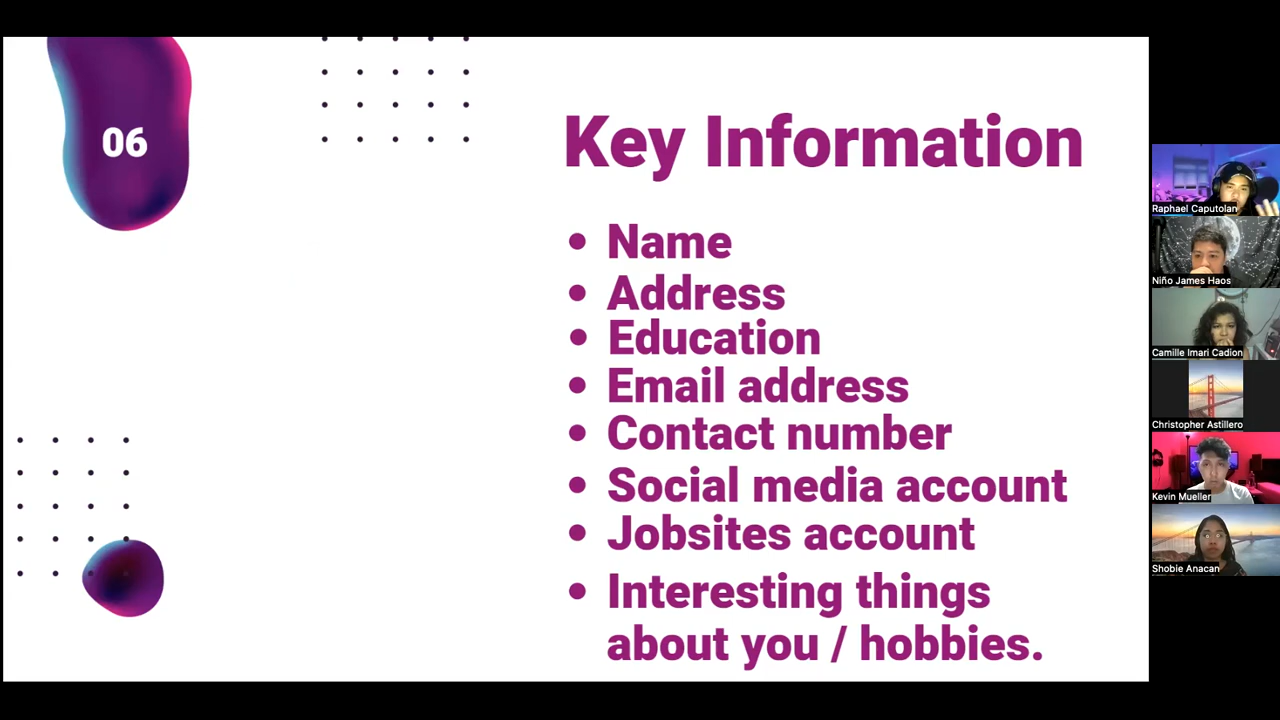 06
Key Information
• Name
• Address
• Education
• Email address
• Contact number
• Social media account
• Jobsites account
• Interesting things
about you / hobbies.
Raphael Caputolan
Niño James Haos
Camille Imari Cadion
Christopher Astillero
Kevin Mueller
Shobie Anacan